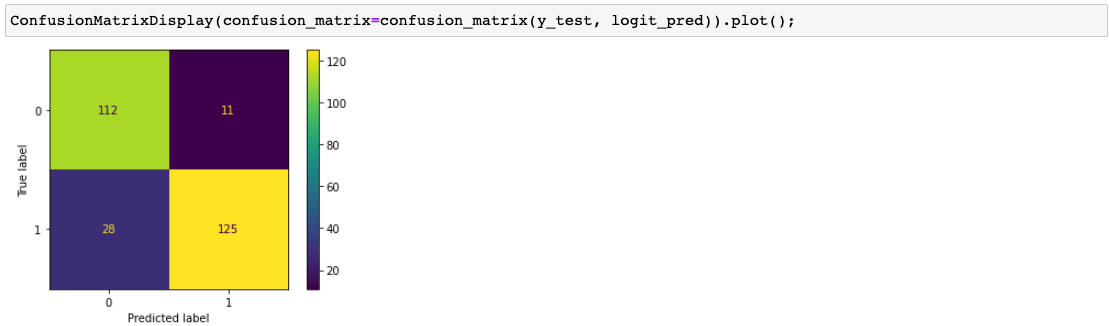 ConfusionMatrixDisplay(confusion_matrix=confusion_matrix(y_test, logit_pred)).plot();
120
0 112 11
100
80
True label
60
1 28 125
40
20
0 1
Predicted label